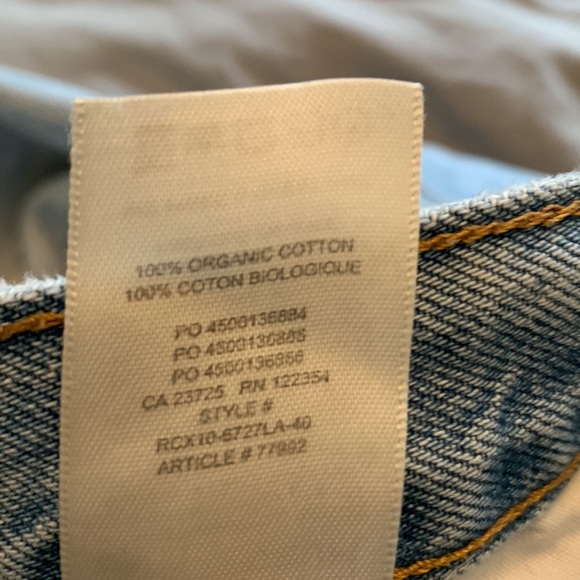 100% ORGANIC COTTON
100% COTON BIOLOGIQUE
PO 4500136884
PO 4500136885
PO 4500136886
CA 23725 RN 122354
STYLE #
RCX10-6727LA-40
ARTICLE # 77992